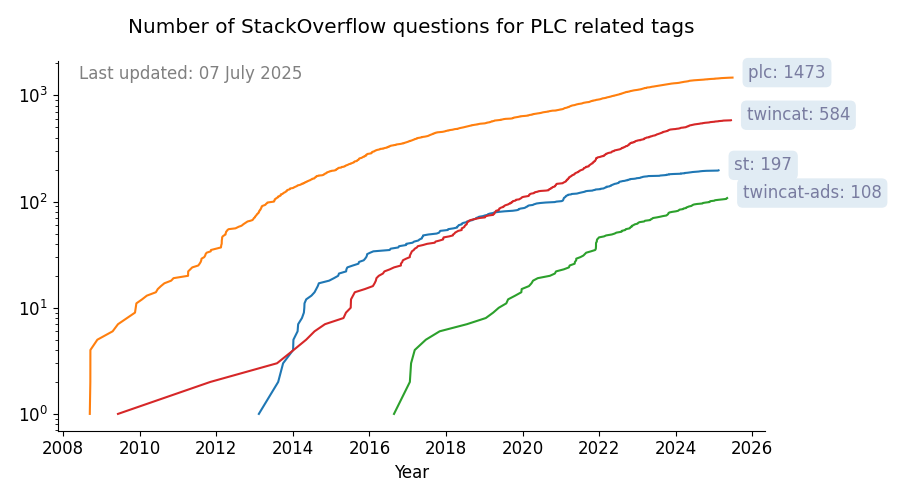 Number of StackOverflow questions for PLC related tags
Last updated: 07 July 2025
plc: 1473
twincat: 584
st: 197
twincat-ads: 108
10³
10²
10¹
10⁰
2008 2010 2012 2014 2016 2018 2020 2022 2024 2026
Year